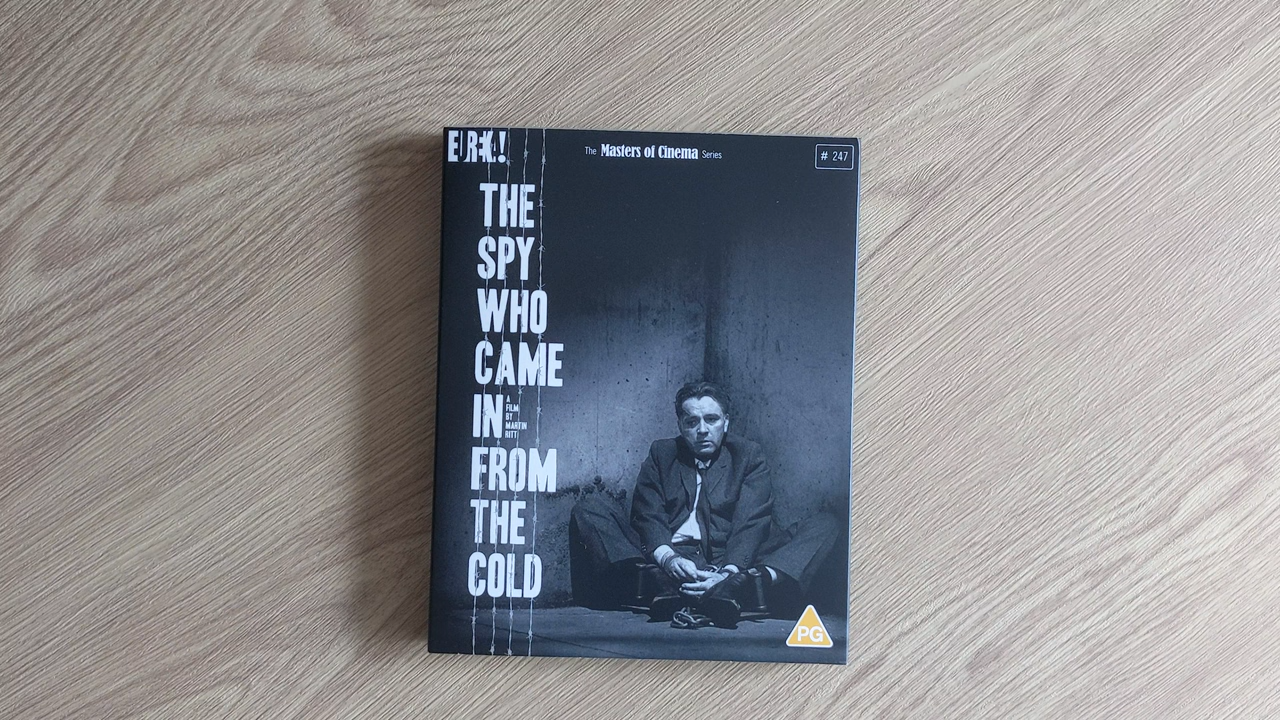 EUREKA!
The Masters of Cinema Series
# 247
THE
SPY
WHO
CAME
IN
A
FILM
BY
MARTIN
RITT
FROM
THE
COLD
PG